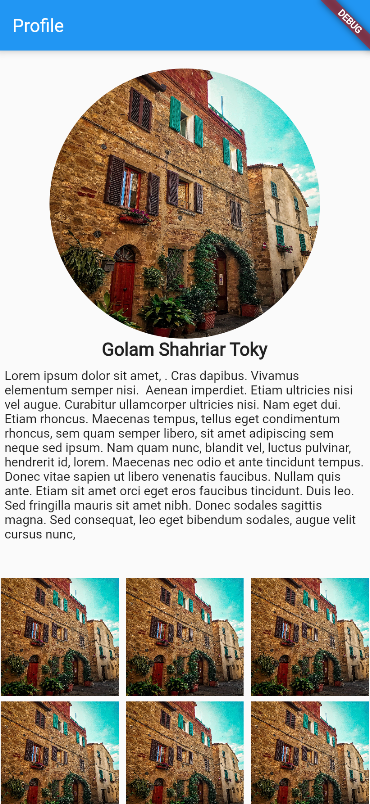 Profile
DEBUG
Golam Shahriar Toky
Lorem ipsum dolor sit amet, . Cras dapibus. Vivamus
elementum semper nisi.  Aenean imperdiet. Etiam ultricies nisi
vel augue. Curabitur ullamcorper ultricies nisi. Nam eget dui.
Etiam rhoncus. Maecenas tempus, tellus eget condimentum
rhoncus, sem quam semper libero, sit amet adipiscing sem
neque sed ipsum. Nam quam nunc, blandit vel, luctus pulvinar,
hendrerit id, lorem. Maecenas nec odio et ante tincidunt tempus.
Donec vitae sapien ut libero venenatis faucibus. Nullam quis
ante. Etiam sit amet orci eget eros faucibus tincidunt. Duis leo.
Sed fringilla mauris sit amet nibh. Donec sodales sagittis
magna. Sed consequat, leo eget bibendum sodales, augue velit
cursus nunc,